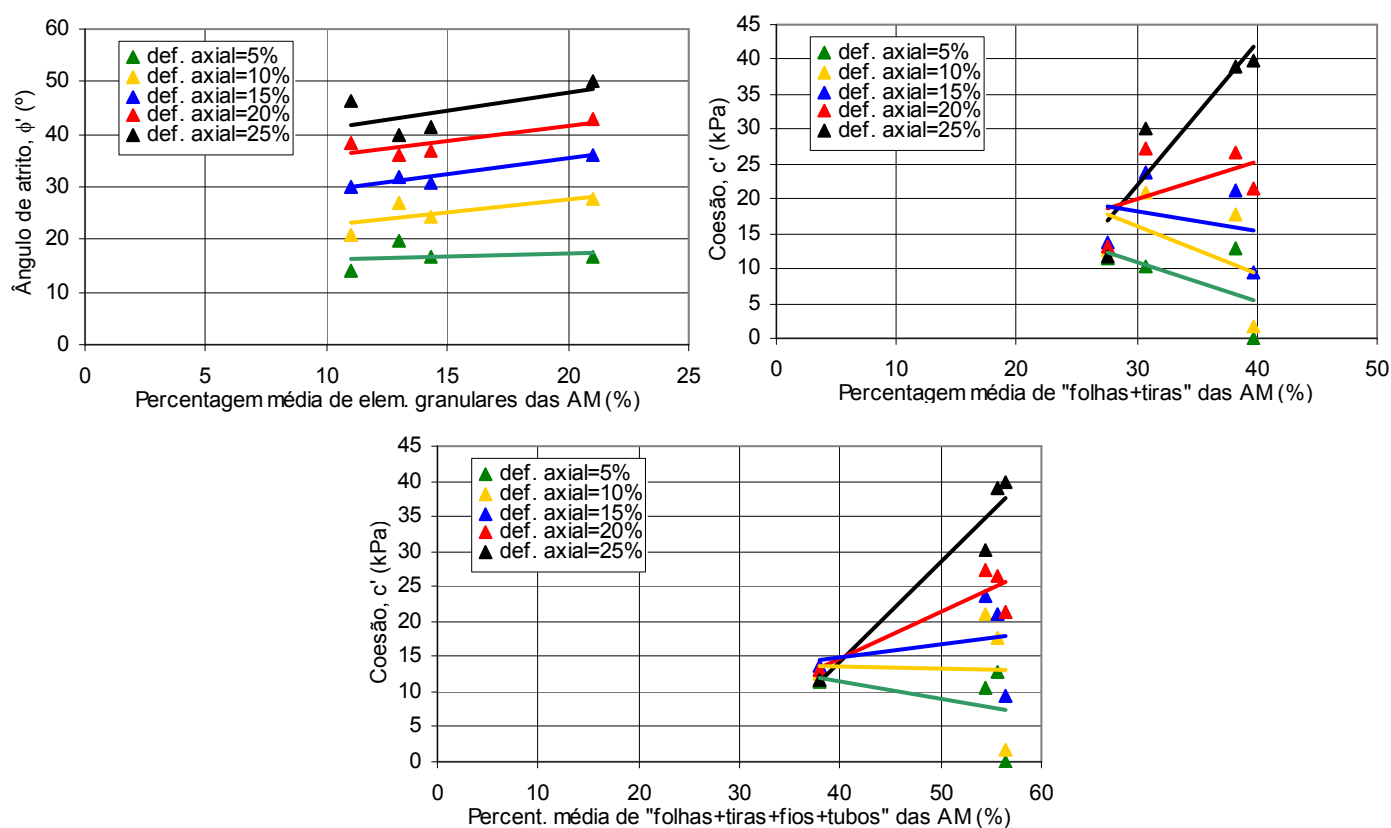 60
50
40
30
20
10
0
Ângulo de atrito, ϕ' (º)
def. axial=5%
def. axial=10%
def. axial=15%
def. axial=20%
def. axial=25%
0 5 10 15 20 25
Percentagem média de elem. granulares das AM (%)
45
40
35
30
25
20
15
10
5
0
Coesão, c' (kPa)
def. axial=5%
def. axial=10%
def. axial=15%
def. axial=20%
def. axial=25%
0 10 20 30 40 50
Percentagem média de "folhas+tiras" das AM (%)
45
40
35
30
25
20
15
10
5
0
Coesão, c' (kPa)
def. axial=5%
def. axial=10%
def. axial=15%
def. axial=20%
def. axial=25%
0 10 20 30 40 50 60
Percent. média de "folhas+tiras+fios+tubos" das AM (%)